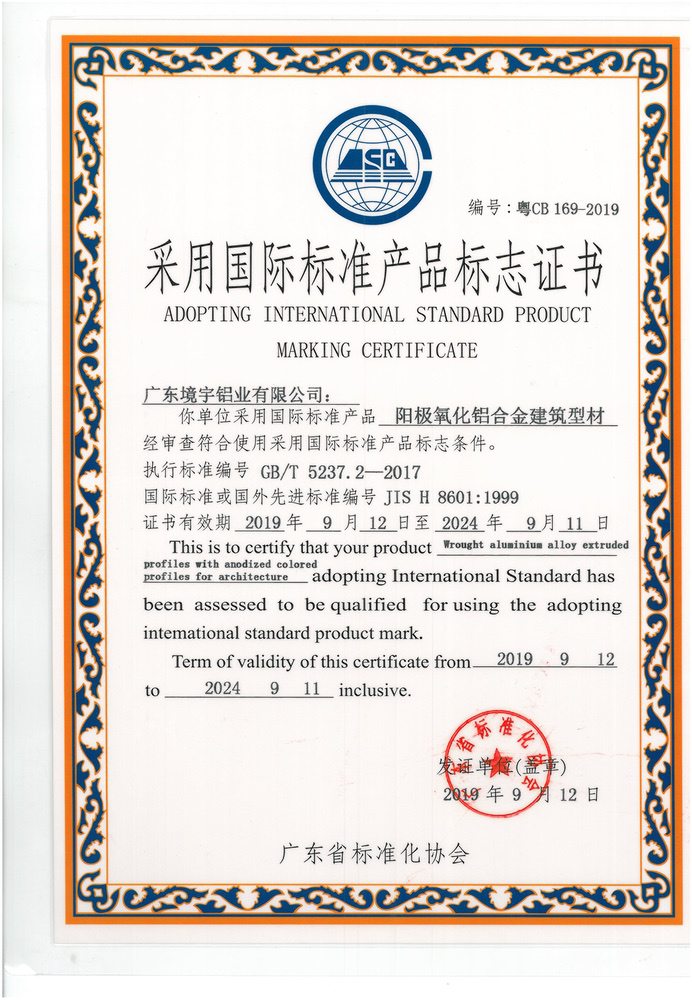 ASC
编号:粤CB 169-2019
采用国际标准产品标志证书
ADOPTING INTERNATIONAL STANDARD PRODUCT
MARKING CERTIFICATE
广东境宇铝业有限公司:
你单位采用国际标准产品 阳极氧化铝合金建筑型材
经审查符合使用采用国际标准产品标志条件。
执行标准编号 GB/T 5237.2—2017
国际标准或国外先进标准编号 JIS H 8601:1999
证书有效期 2019 年 9 月 12 日至 2024 年 9 月 11 日
This is to certify that your product Wrought aluminium alloy extruded
profiles with anodized colored
profiles for architecture adopting International Standard has
been assessed to be qualified for using the adopting
international standard product mark.
Term of validity of this certificate from 2019 9 12
to 2024 9 11 inclusive.
省标准化协会
发证单位(盖章)
2019 年 9 月 12 日
广东省标准化协会